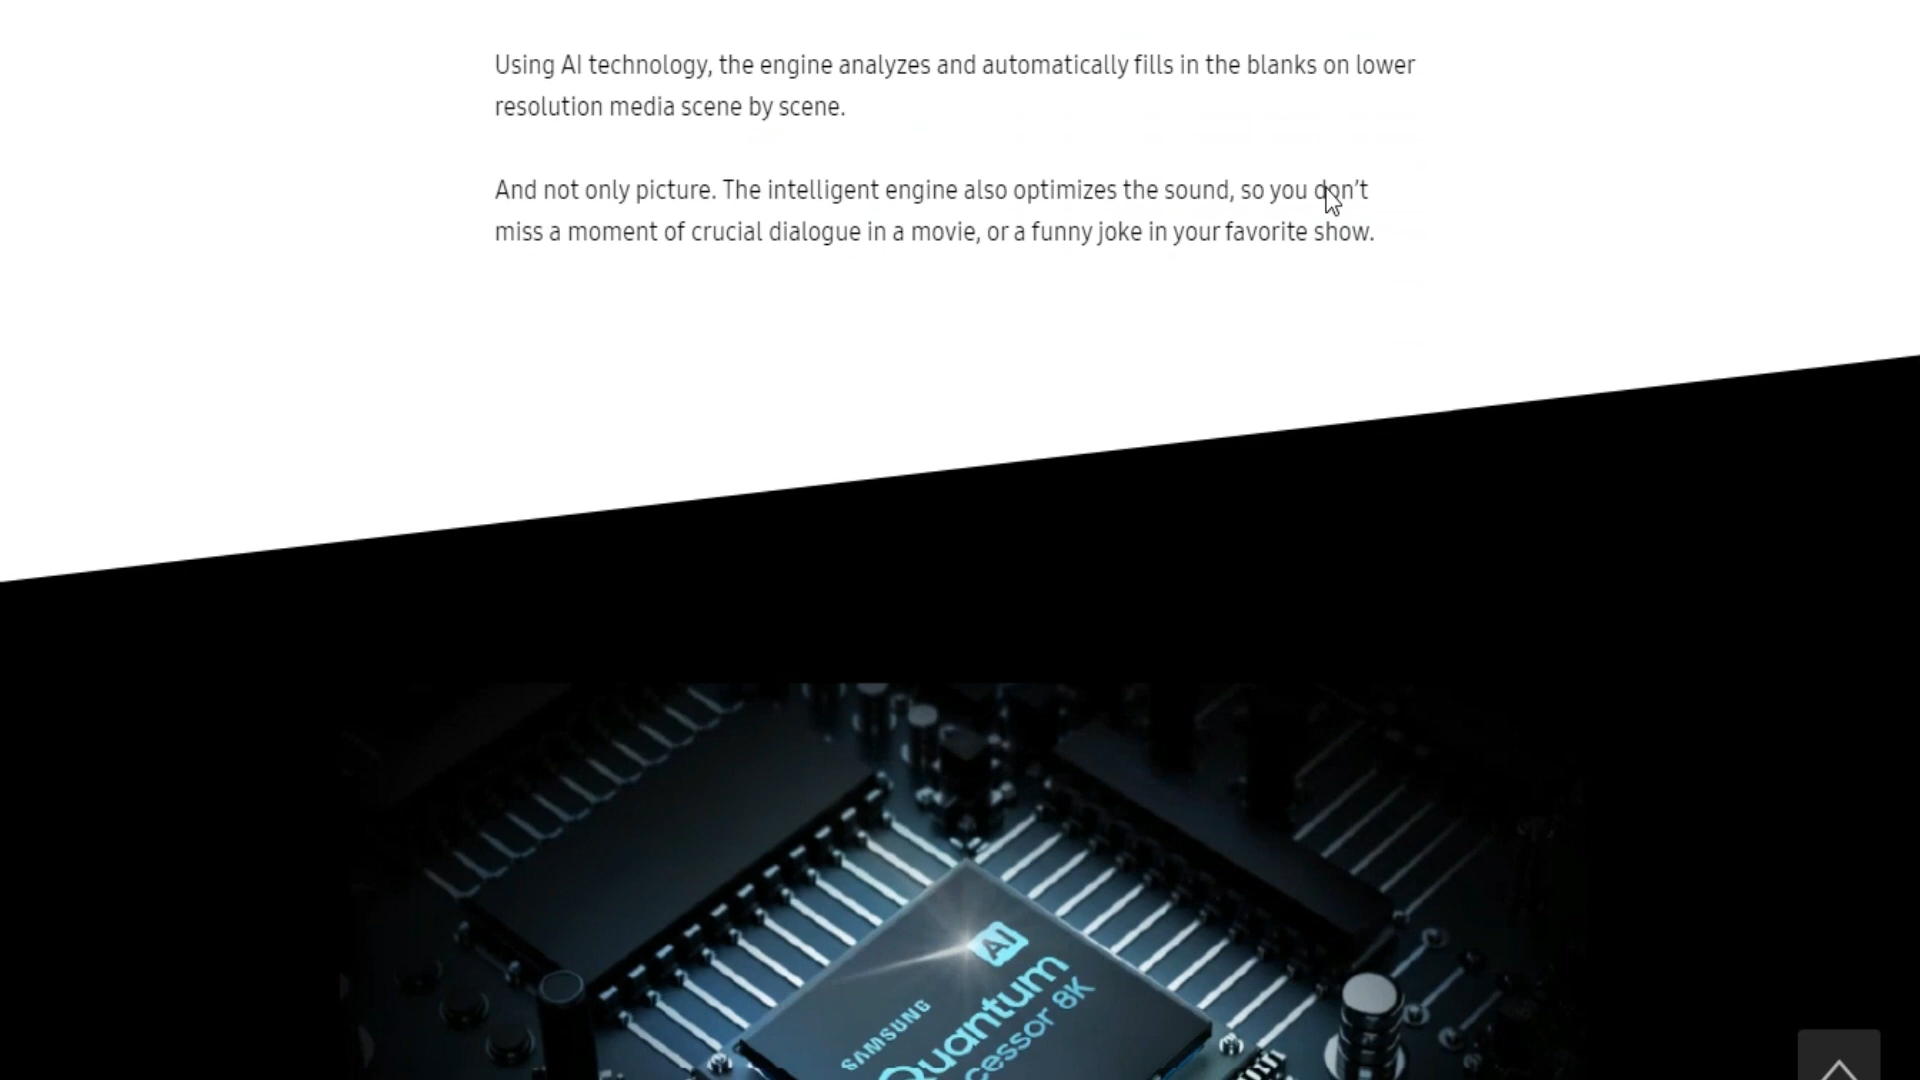 Using AI technology, the engine analyzes and automatically fills in the blanks on lower
resolution media scene by scene.
And not only picture. The intelligent engine also optimizes the sound, so you don’t
miss a moment of crucial dialogue in a movie, or a funny joke in your favorite show.
AI
SAMSUNG
Quantum
cessor 8K